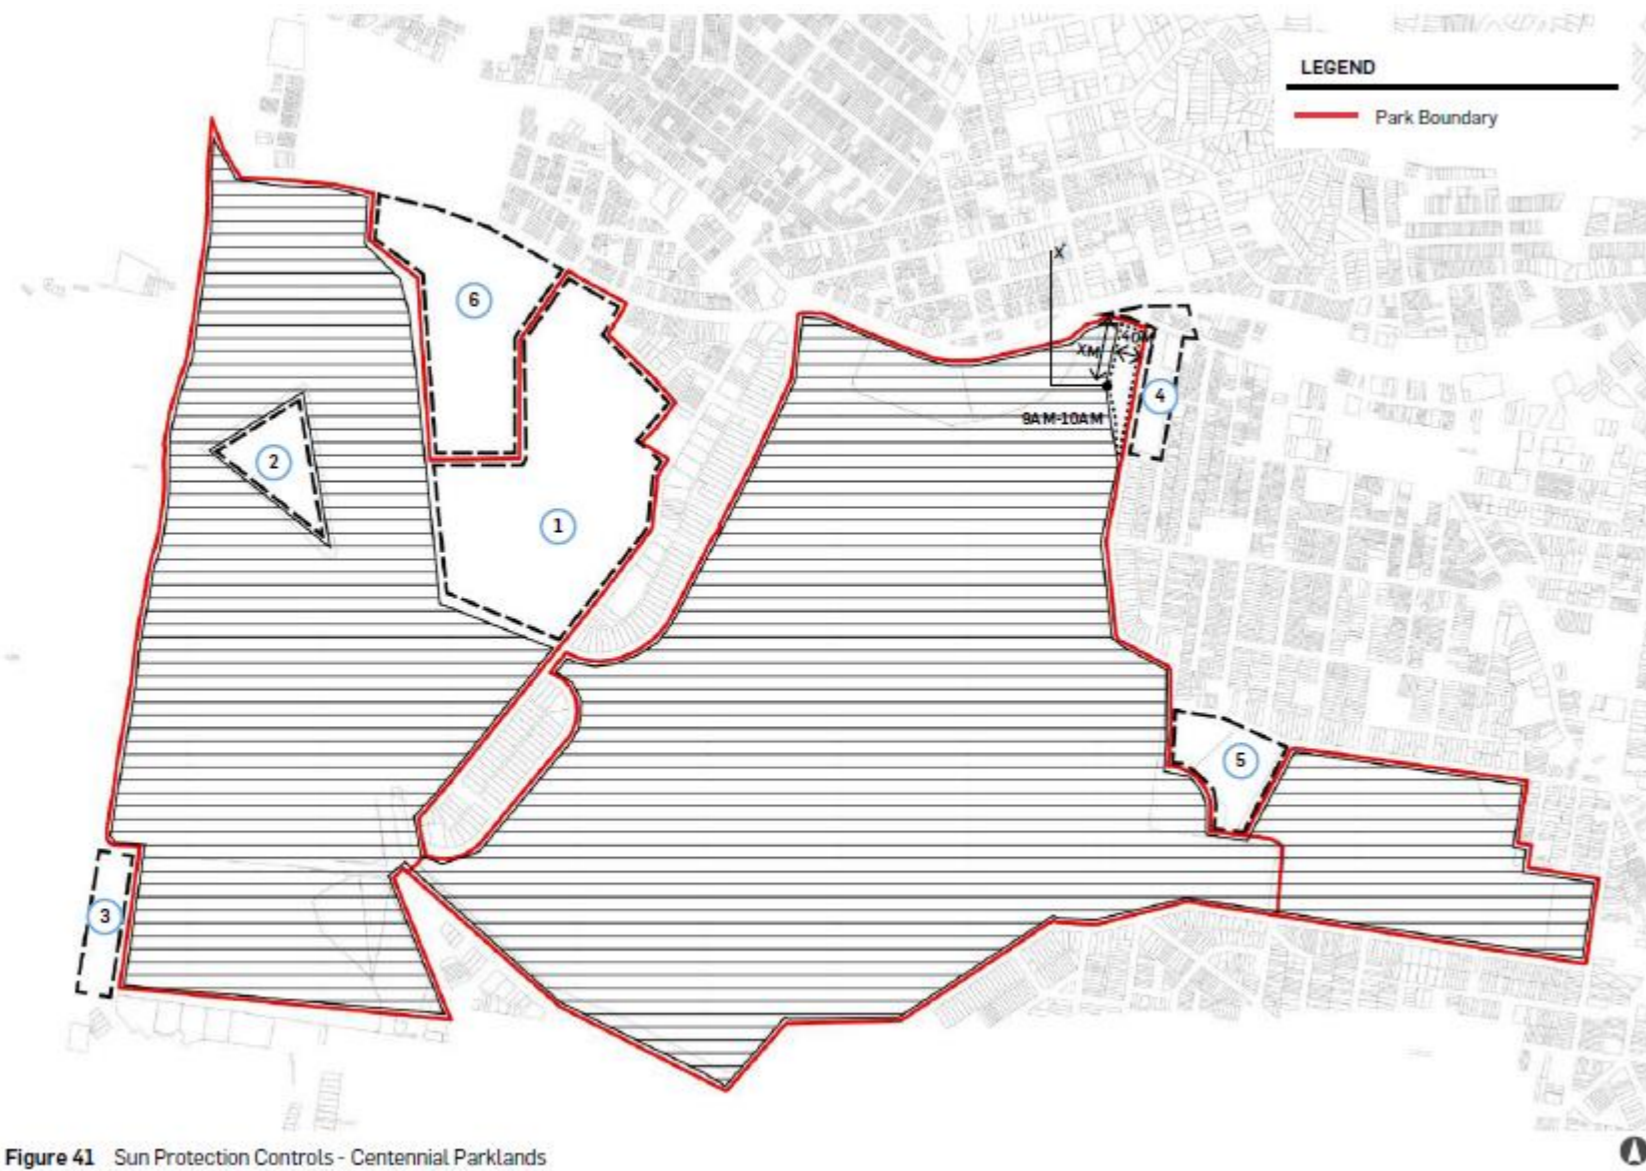 LEGEND
Park Boundary
X
6
40M
XM
4
9AM-10AM
2
1
5
3
Figure 41 Sun Protection Controls - Centennial Parklands